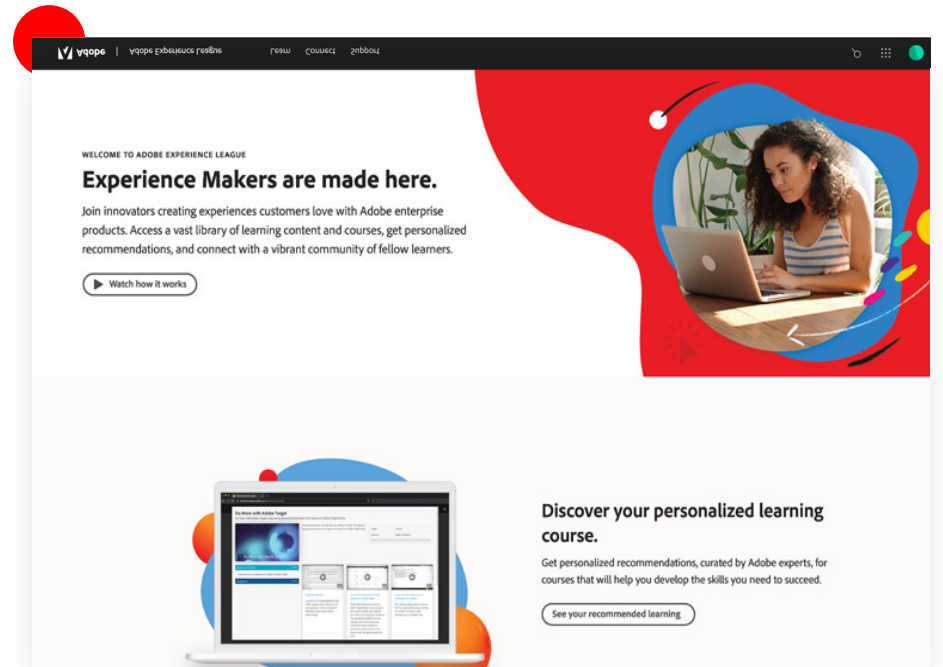 Adobe | Adobe Experience League Learn Connect Support
WELCOME TO ADOBE EXPERIENCE LEAGUE
Experience Makers are made here.
Join innovators creating experiences customers love with Adobe enterprise
products. Access a vast library of learning content and courses, get personalized
recommendations, and connect with a vibrant community of fellow learners.
Watch how it works
Do more with Adobe Target
Discover your personalized learning
course.
Get personalized recommendations, curated by Adobe experts, for
courses that will help you develop the skills you need to succeed.
See your recommended learning